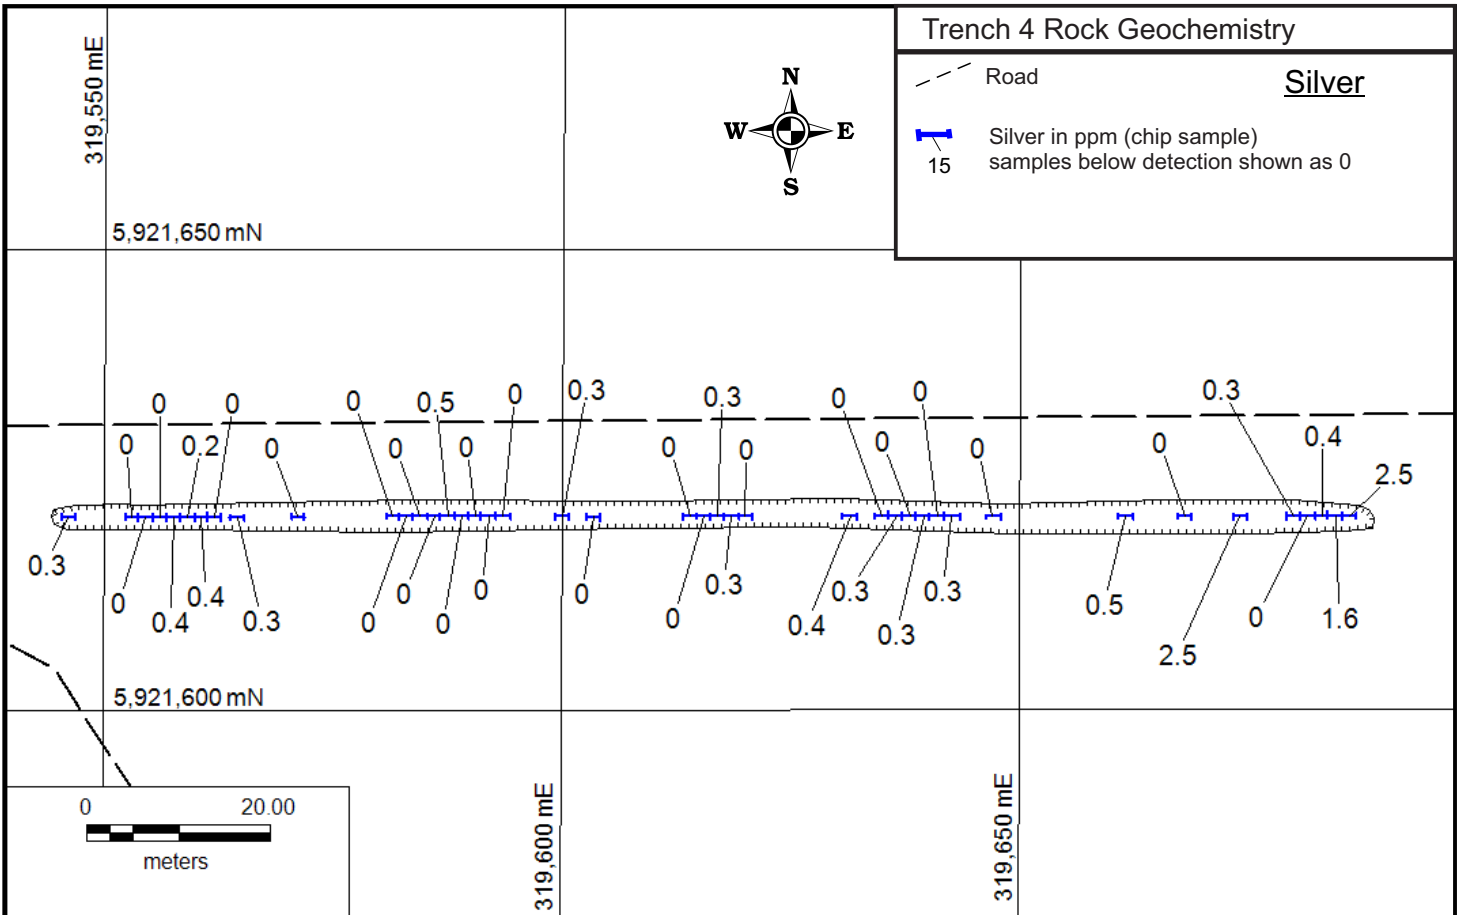 Trench 4 Rock Geochemistry
Road
Silver
Silver in ppm (chip sample)
samples below detection shown as 0
15
N
W E
S
319,550 mE
5,921,650 mN
0 0.5 0 0.3 0.3 0 0 0.3
0 0 0
0 0.2 0 0 0 0 0 0 0 0 0.4
2.5
0.3
0 0.4 0 0 0 0 0.3 0.3 0.3 0.5
0.4 0.3 0 0 0 0.4 0.3 0 1.6
2.5
5,921,600 mN
319,600 mE
319,650 mE
0 20.00
meters